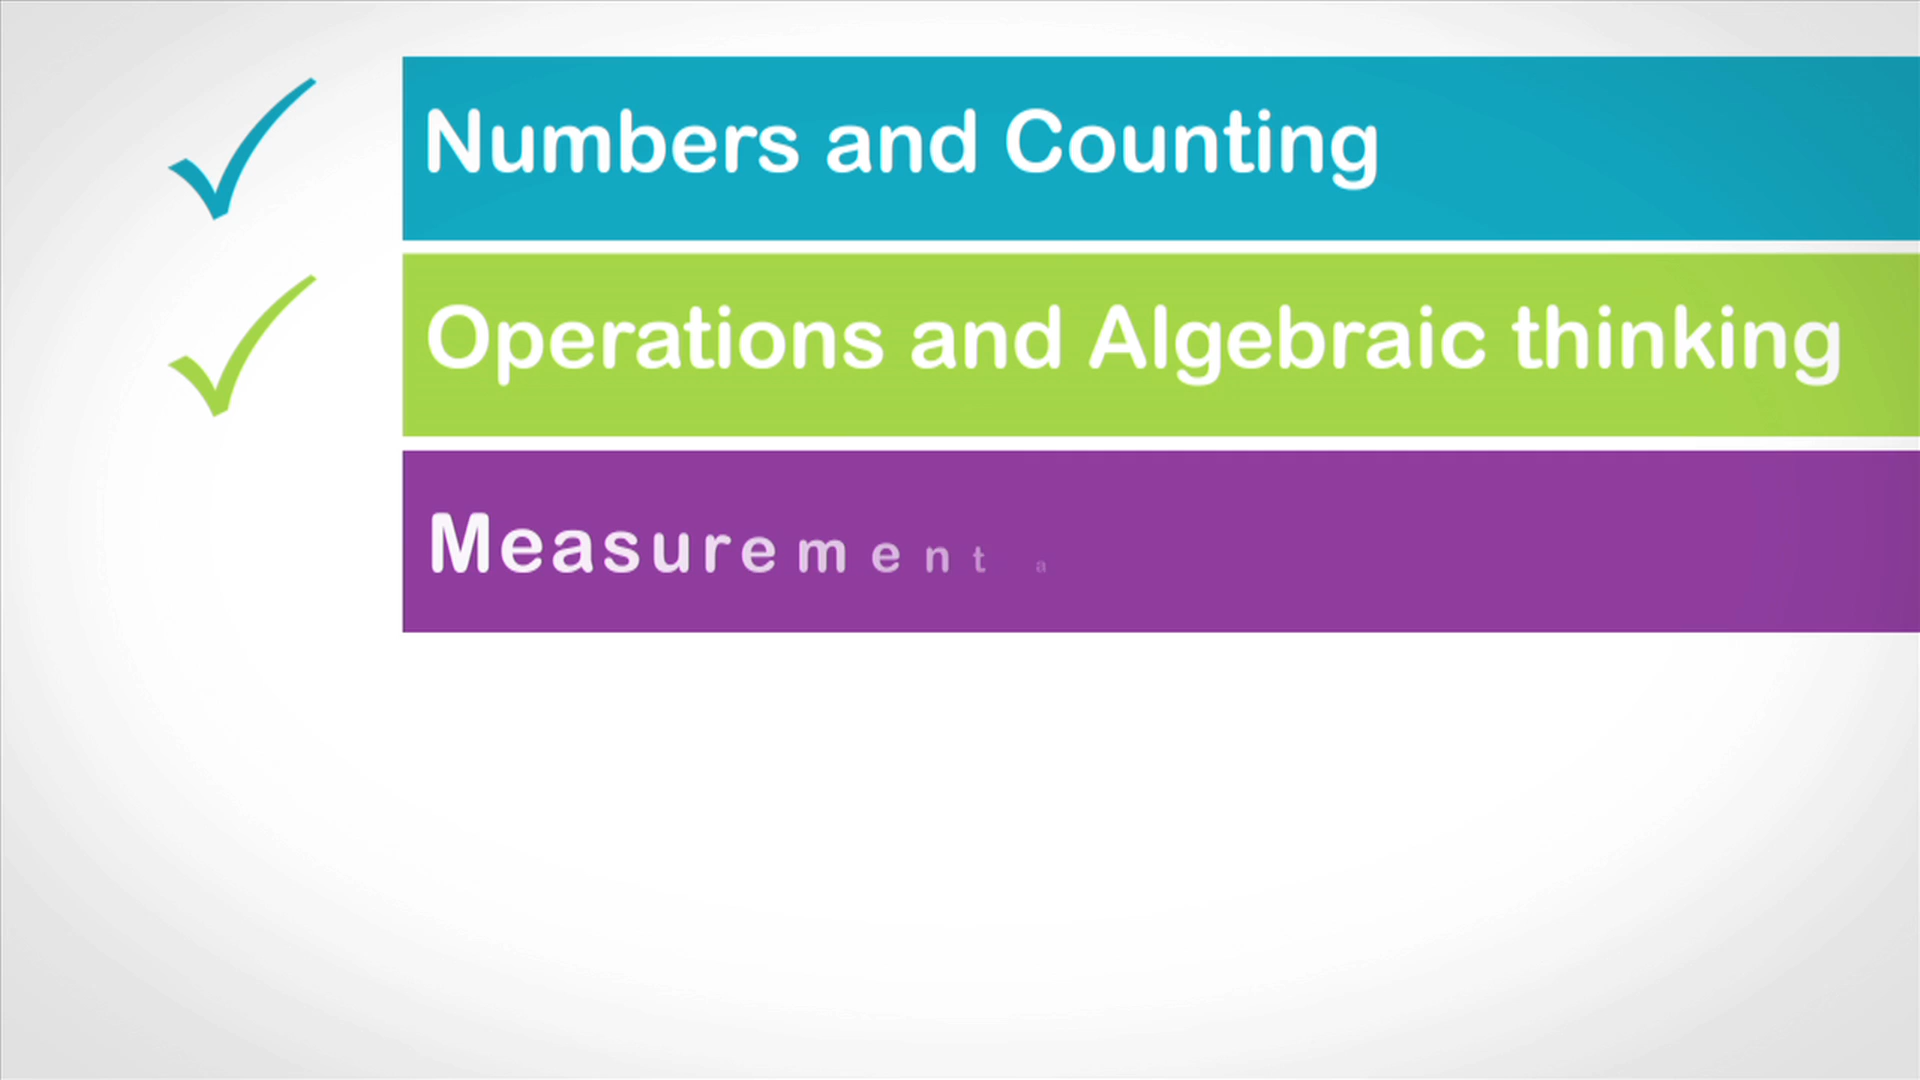 Numbers and Counting
Operations and Algebraic thinking
Measurement a